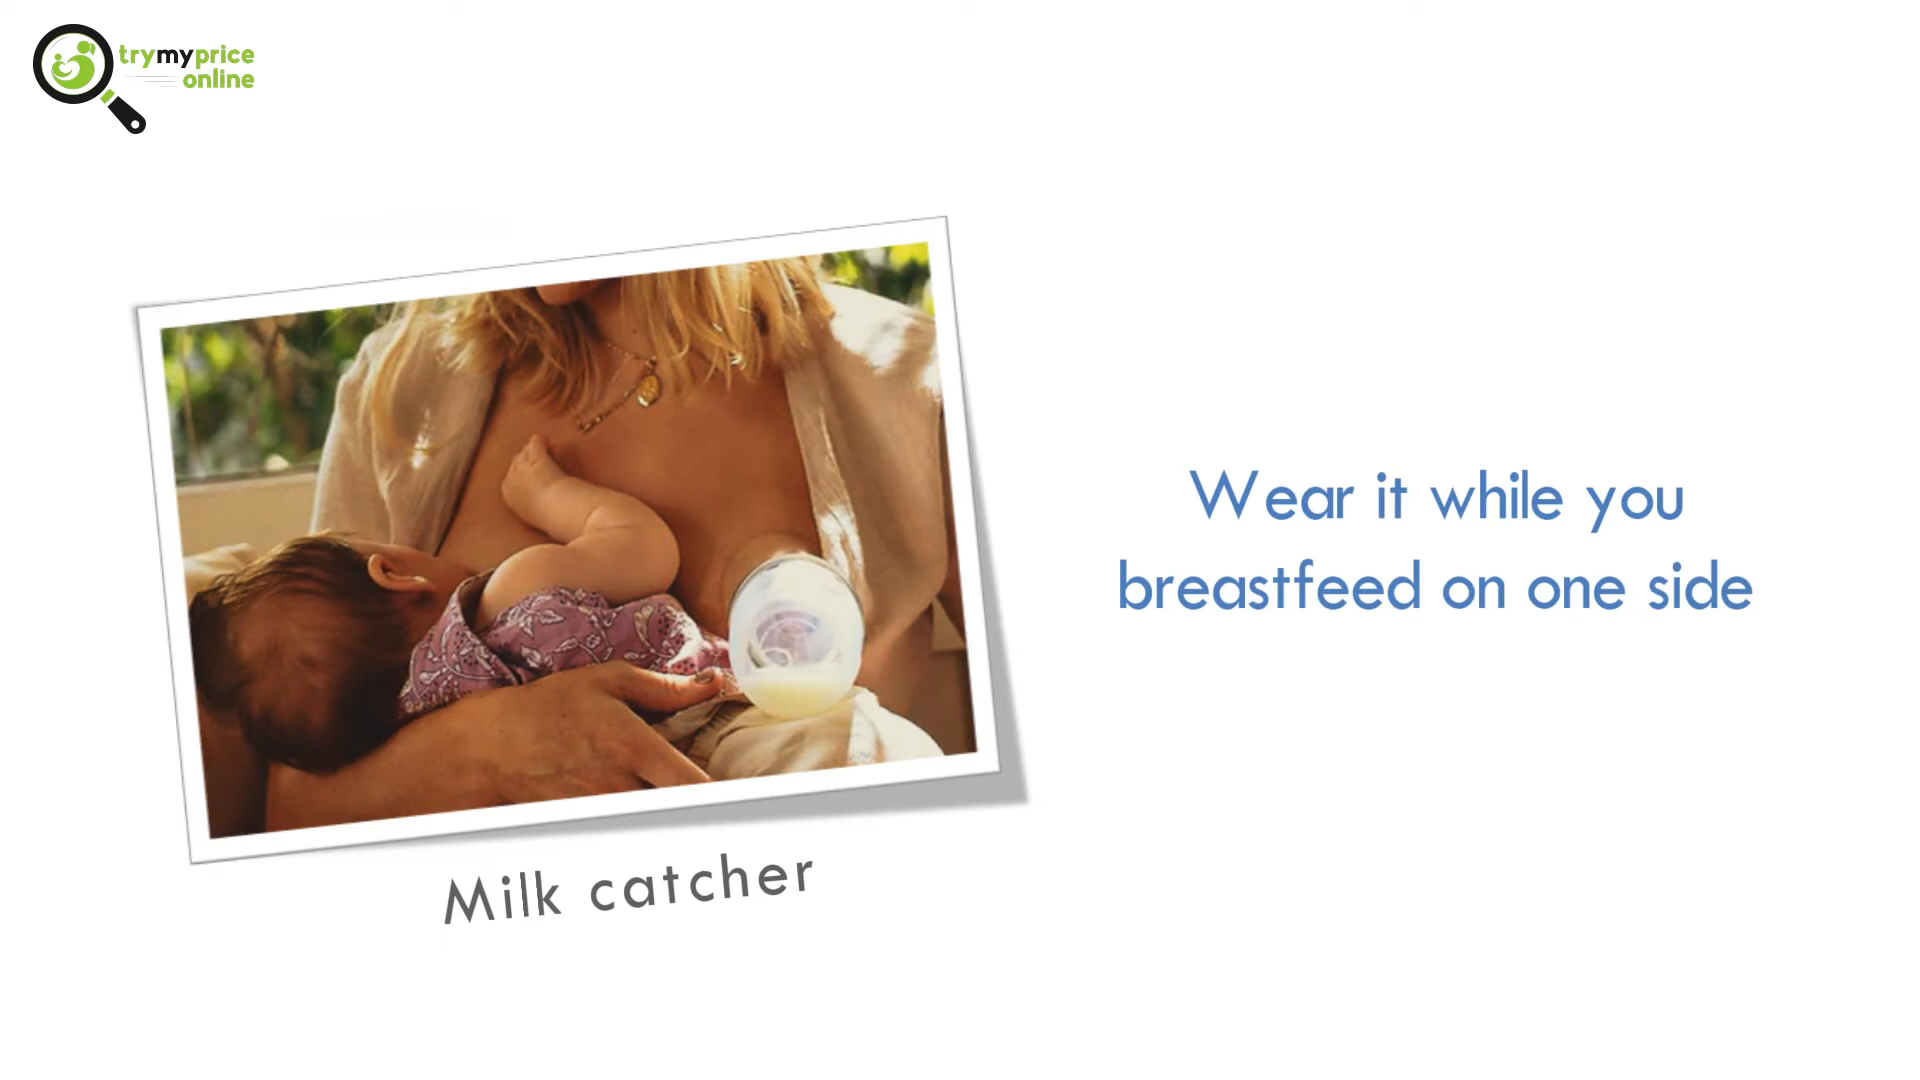 trymyprice
online
Wear it while you
breastfeed on one side
Milk catcher